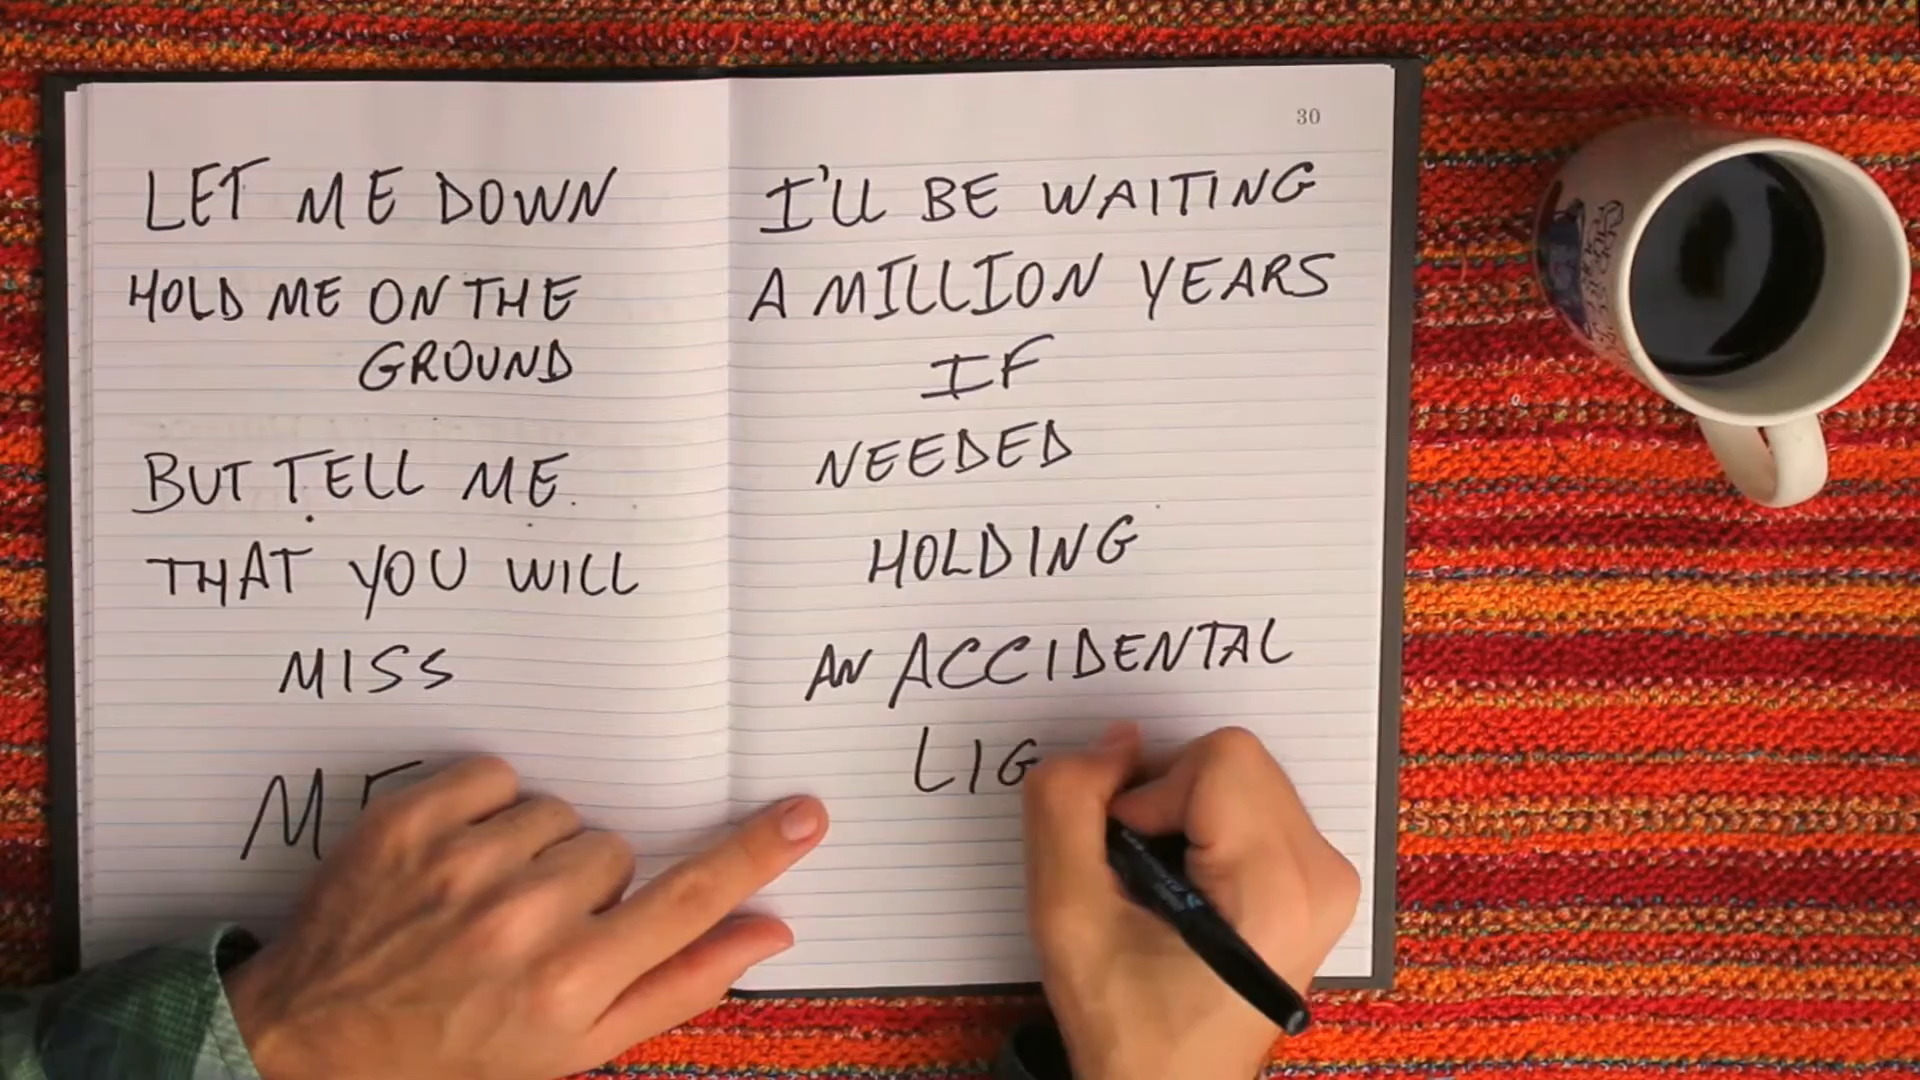 LET ME DOWN
HOLD ME ON THE
GROUND
BUT TELL ME
THAT YOU WILL
MISS
30
I'LL BE WAITING
A MILLION YEARS
IF
NEEDED
HOLDING
AN ACCIDENTAL
LIG